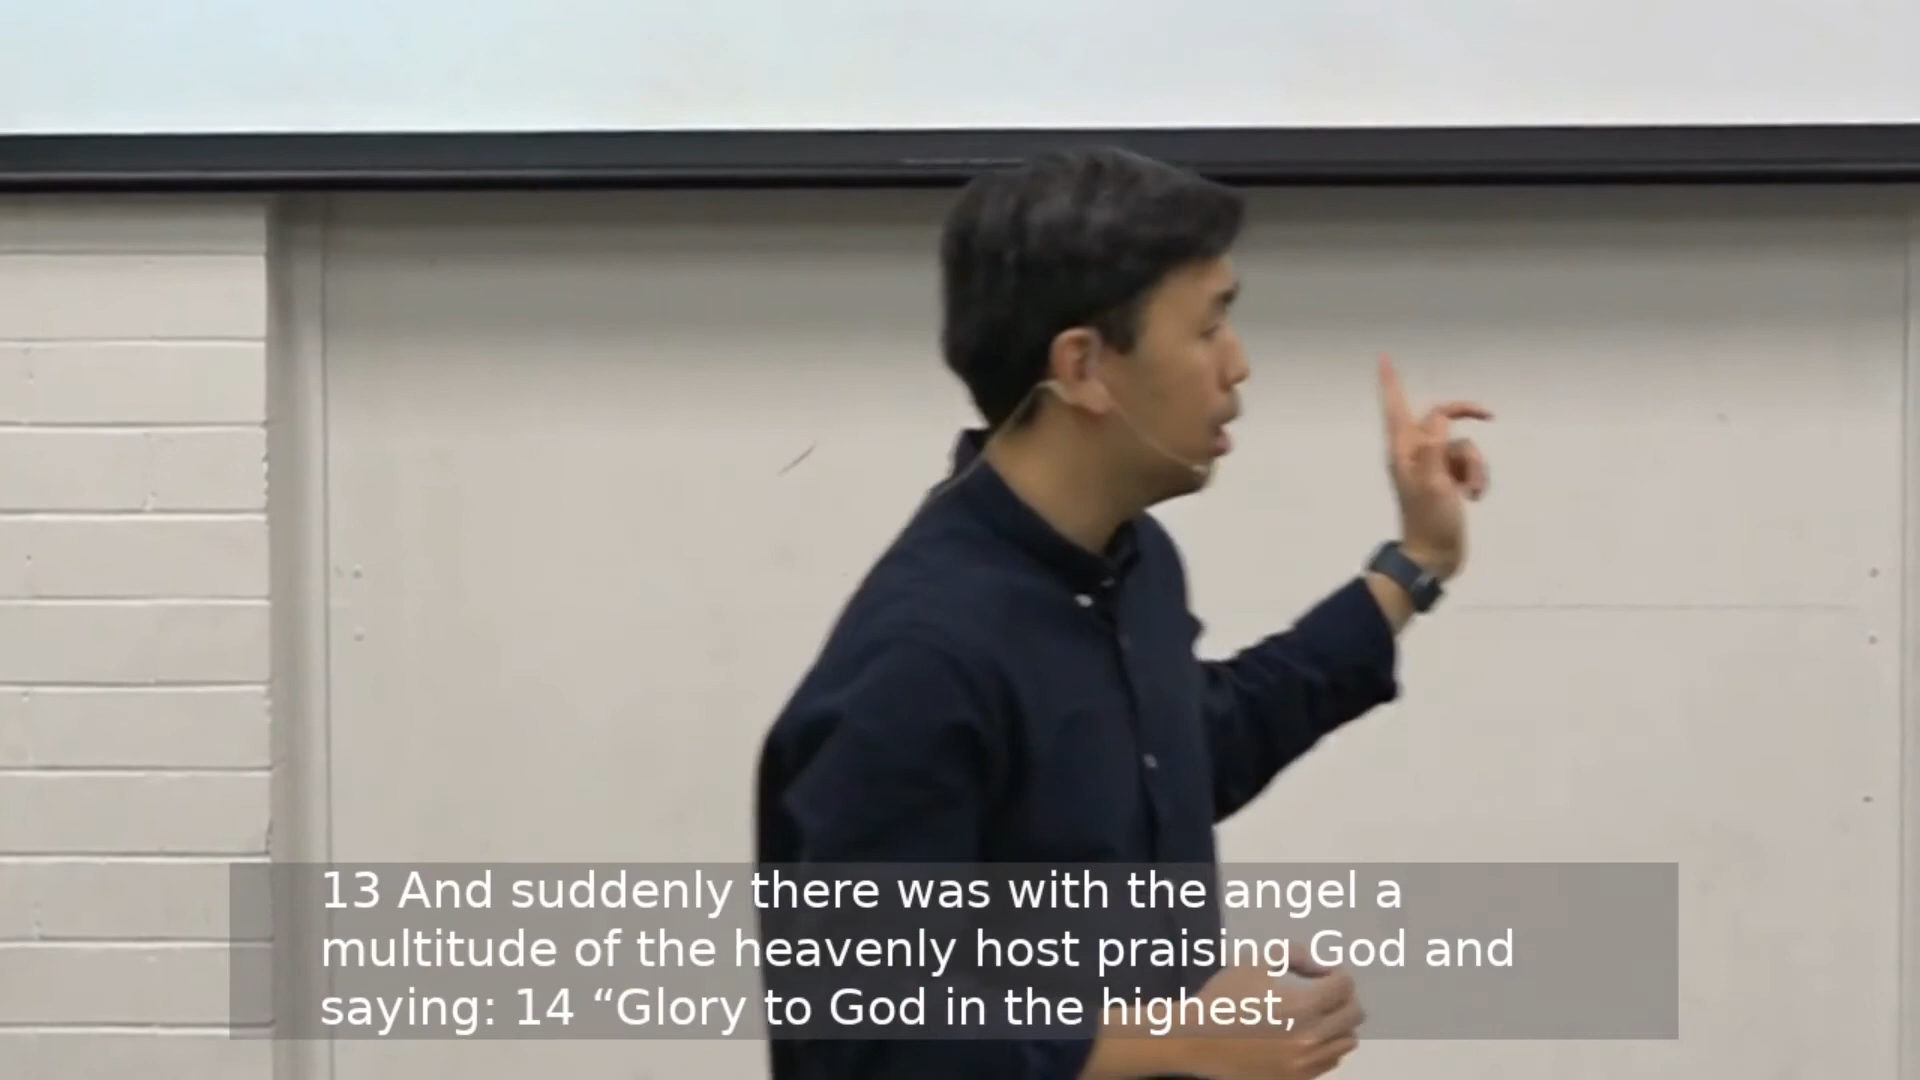 13 And suddenly there was with the angel a
multitude of the heavenly host praising God and
saying: 14 “Glory to God in the highest,